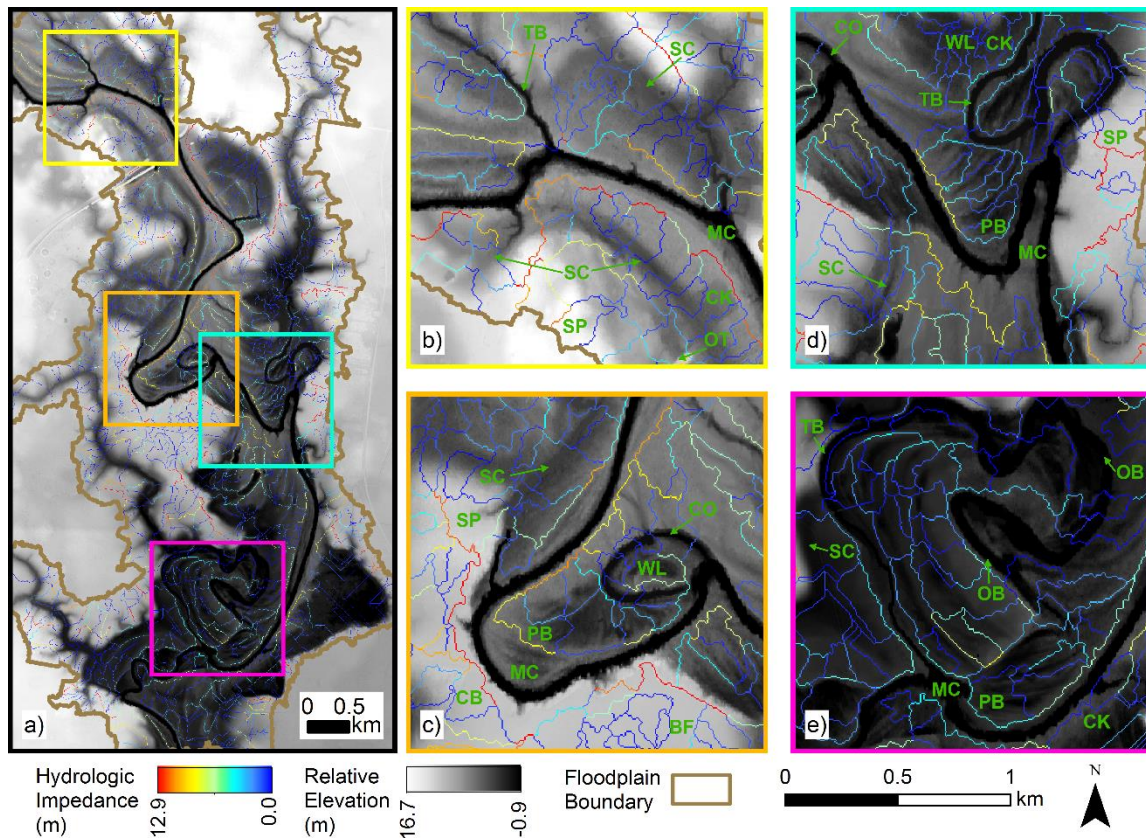 a)
0 0.5
km
TB
SC
MC
SC
CK
SP
OT
b)
SC
SP
CO
WL
PB
MC
CB
BF
c)
CO
WL CK
TB
SP
PB
MC
SC
d)
TB
OB
SC
OB
MC
PB
CK
e)
Hydrologic
Impedance
(m)
12.9
0.0
Relative
Elevation
(m)
16.7
-0.9
Floodplain
Boundary
0 0.5 1
km
N